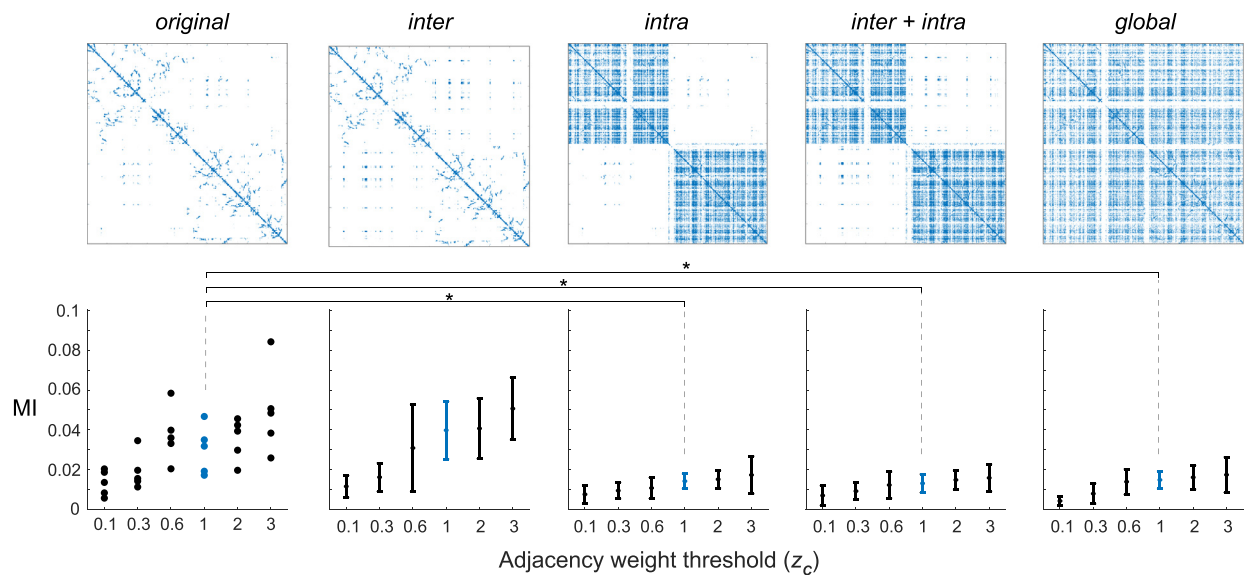 original inter intra inter + intra global
*
*
*
0.1
0.08
0.06
0.04
0.02
0
MI
0.1 0.3 0.6 1 2 3 0.1 0.3 0.6 1 2 3 0.1 0.3 0.6 1 2 3 0.1 0.3 0.6 1 2 3 0.1 0.3 0.6 1 2 3
Adjacency weight threshold (z_c)